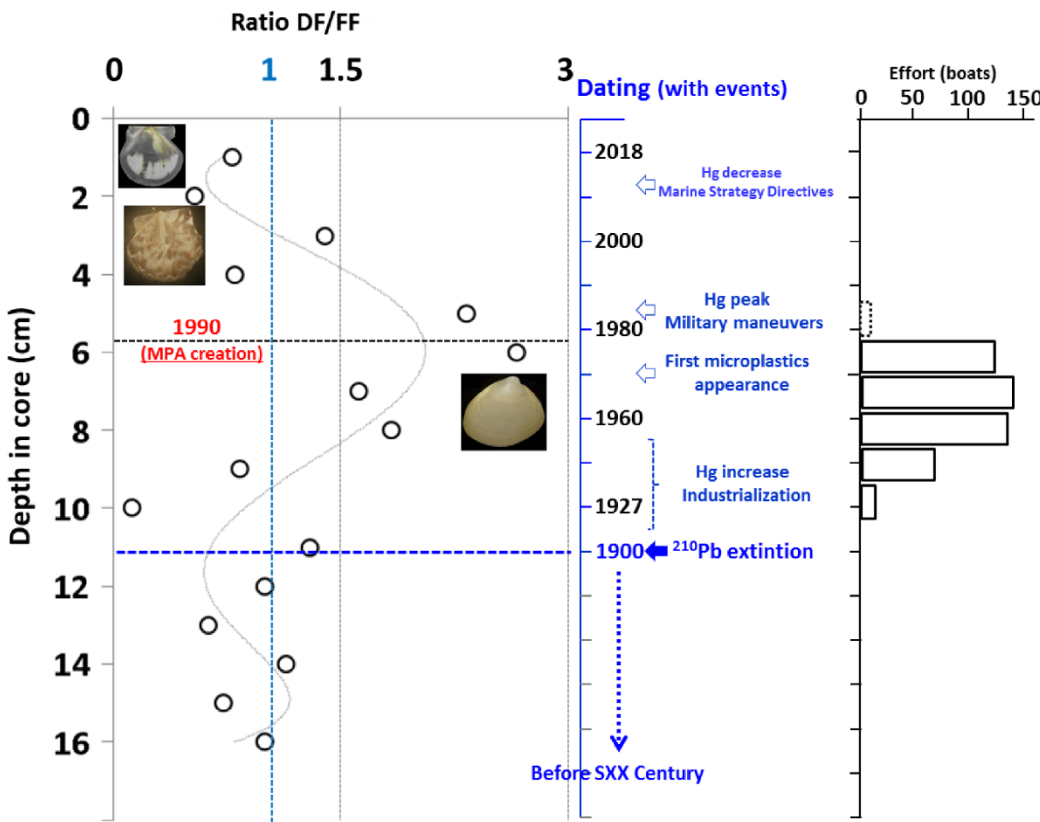 Ratio DF/FF
0 1 1.5 3
Depth in core (cm)
0
2
4
6
8
10
12
14
16
1990
(MPA creation)
Dating (with events)
2018
2000
1980
1960
1927
1900
Before SXX Century
Hg decrease
Marine Strategy Directives
Hg peak
Military maneuvers
First microplastics
appearance
Hg increase
Industrialization
²¹⁰Pb extintion
Effort (boats)
0 50 100 150